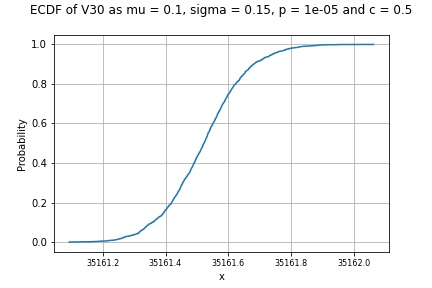 ECDF of V30 as mu = 0.1, sigma = 0.15, p = 1e-05 and c = 0.5
1.0
0.8
0.6
0.4
0.2
0.0
Probability
35161.2 35161.4 35161.6 35161.8 35162.0
x